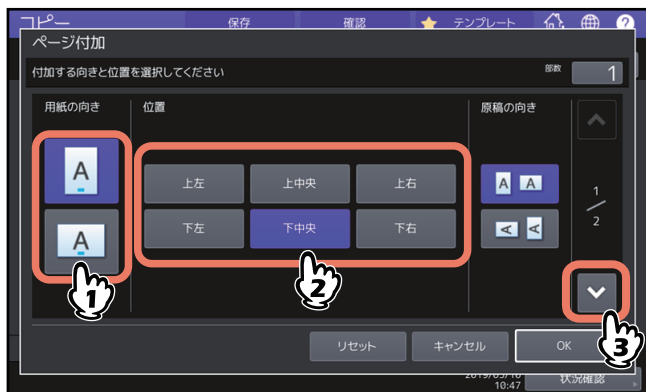 コピー 保存 確認 テンプレート ?
ページ付加
付加する向きと位置を選択してください 部数 1
用紙の向き 位置 原稿の向き
A
上左 上中央 上右 A A
1
下左 下中央 下右 A A
2
A
1 2
リセット キャンセル OK 3
10:47 状況確認